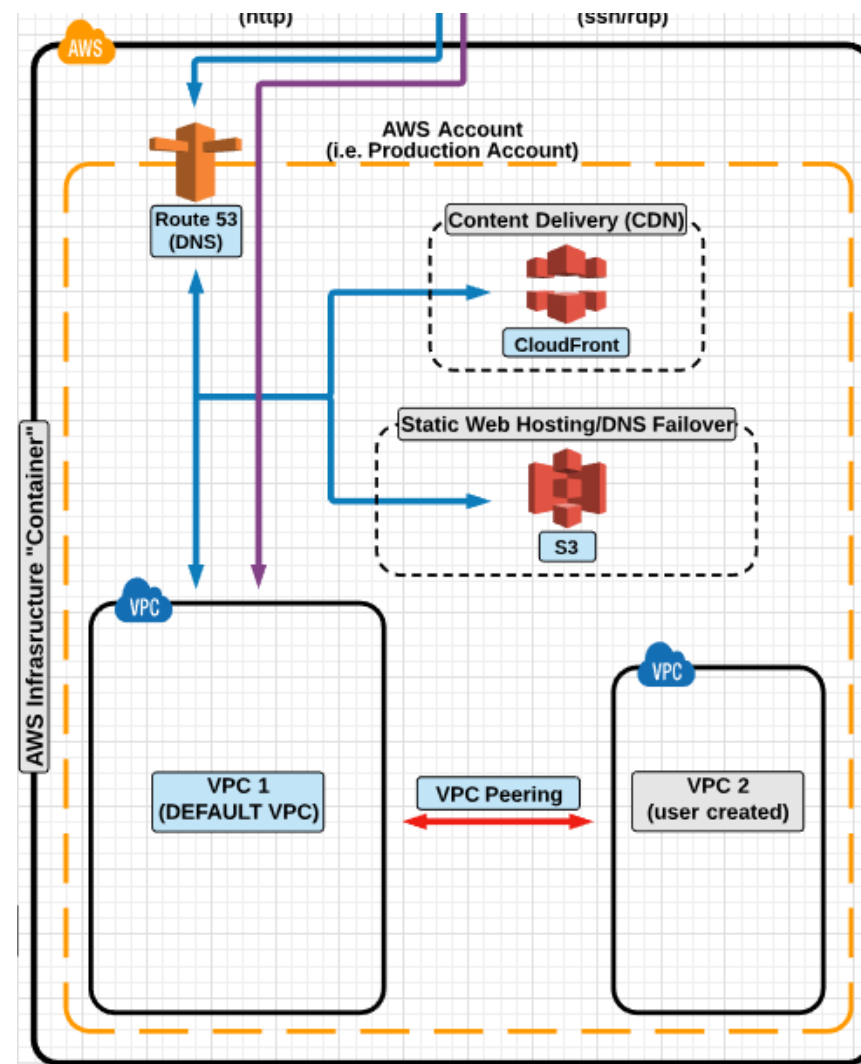 (http)
(ssh/rdp)
AWS
AWS Account
(i.e. Production Account)
Route 53
(DNS)
Content Delivery (CDN)
CloudFront
Static Web Hosting/DNS Failover
S3
AWS Infrasructure "Container"
VPC
VPC
VPC 1
(DEFAULT VPC)
VPC Peering
VPC 2
(user created)